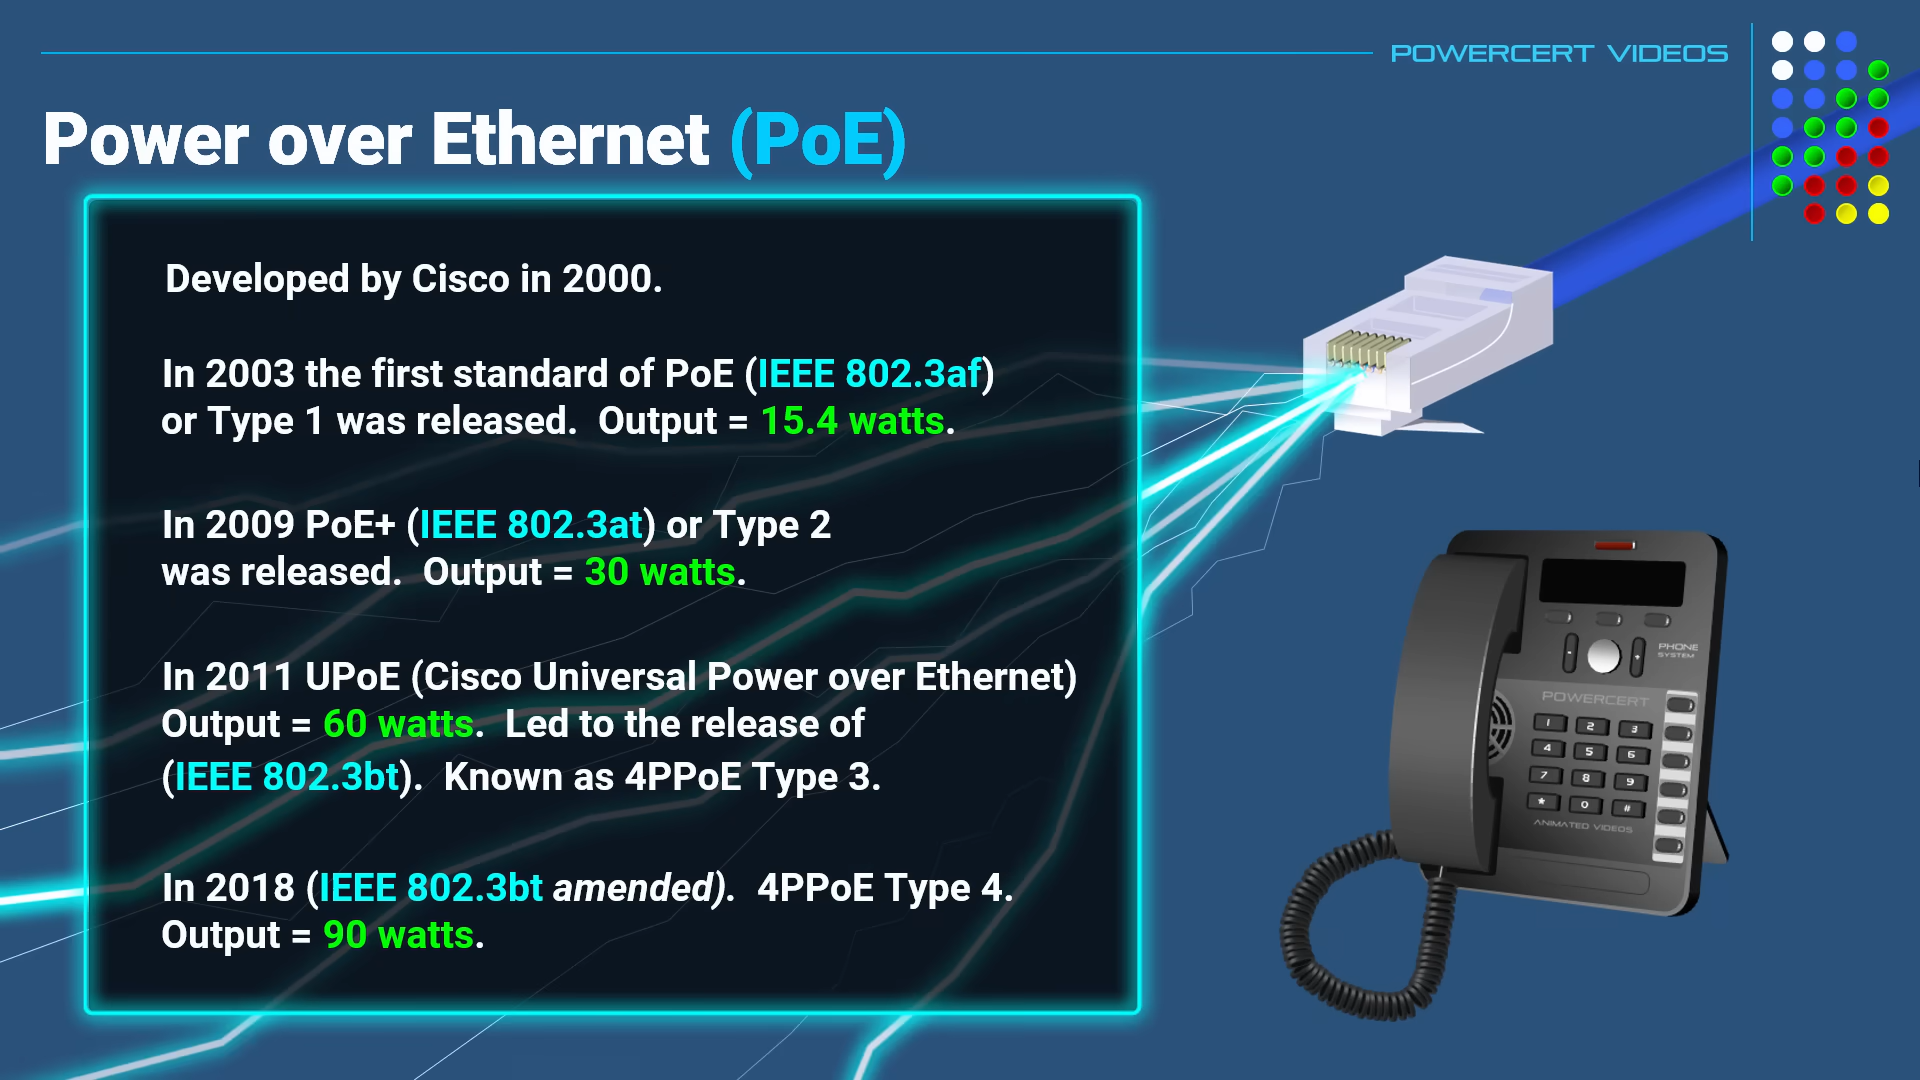 POWERCERT VIDEOS
Power over Ethernet (PoE)
Developed by Cisco in 2000.
In 2003 the first standard of PoE (IEEE 802.3af)
or Type 1 was released. Output = 15.4 watts.
In 2009 PoE+ (IEEE 802.3at) or Type 2
was released. Output = 30 watts.
In 2011 UPoE (Cisco Universal Power over Ethernet)
Output = 60 watts. Led to the release of
(IEEE 802.3bt). Known as 4PPoE Type 3.
In 2018 (IEEE 802.3bt amended). 4PPoE Type 4.
Output = 90 watts.
- +
PHONE
SYSTEM
POWERCERT
1 2 3
4 5 6
7 8 9
* 0 #
ANIMATED VIDEOS